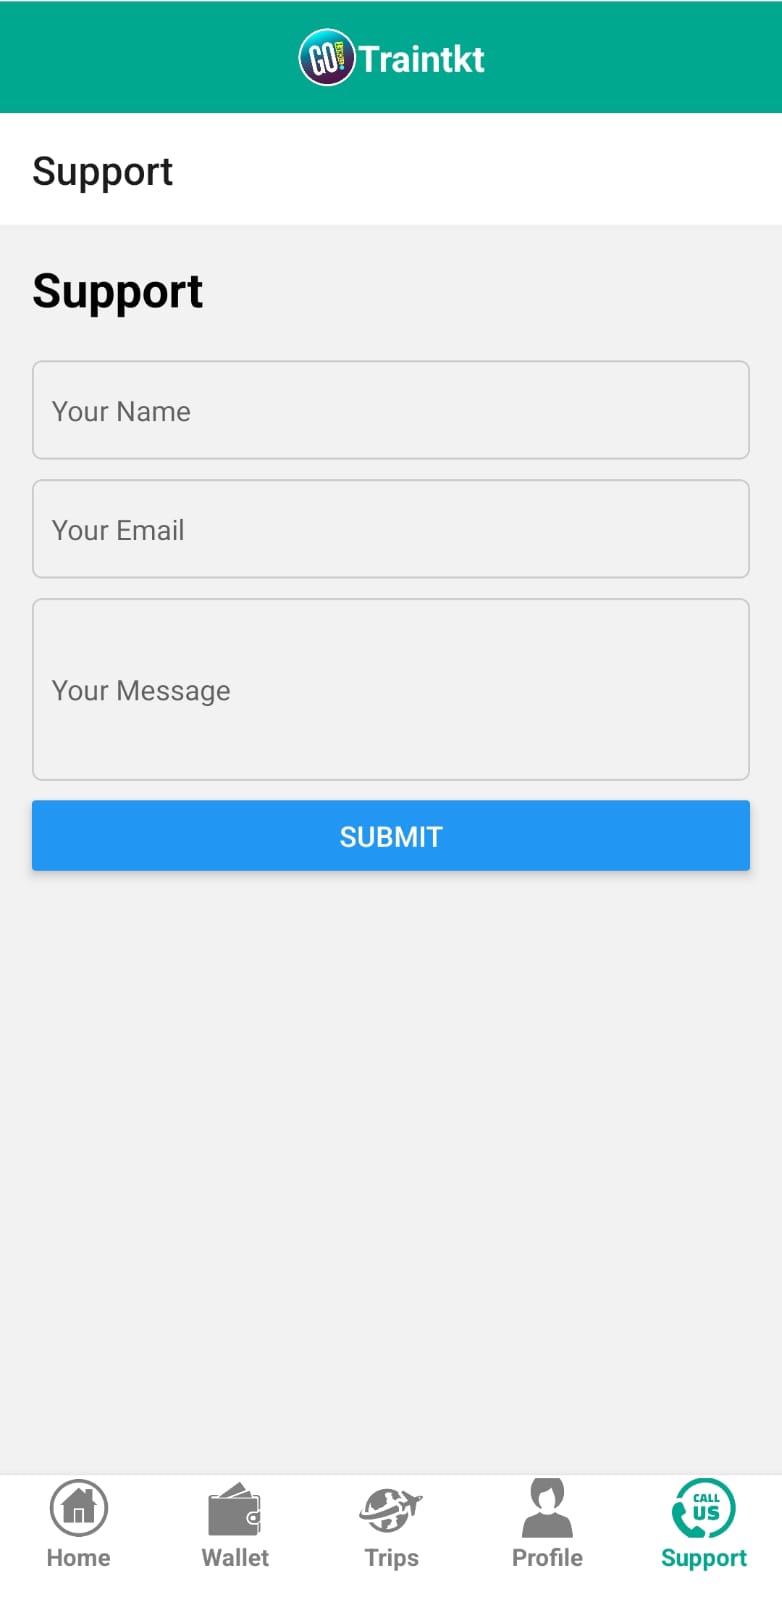 GO
Traintkt
Support
Support
Your Name
Your Email
Your Message
SUBMIT
CALL
US
Home
Wallet
Trips
Profile
Support